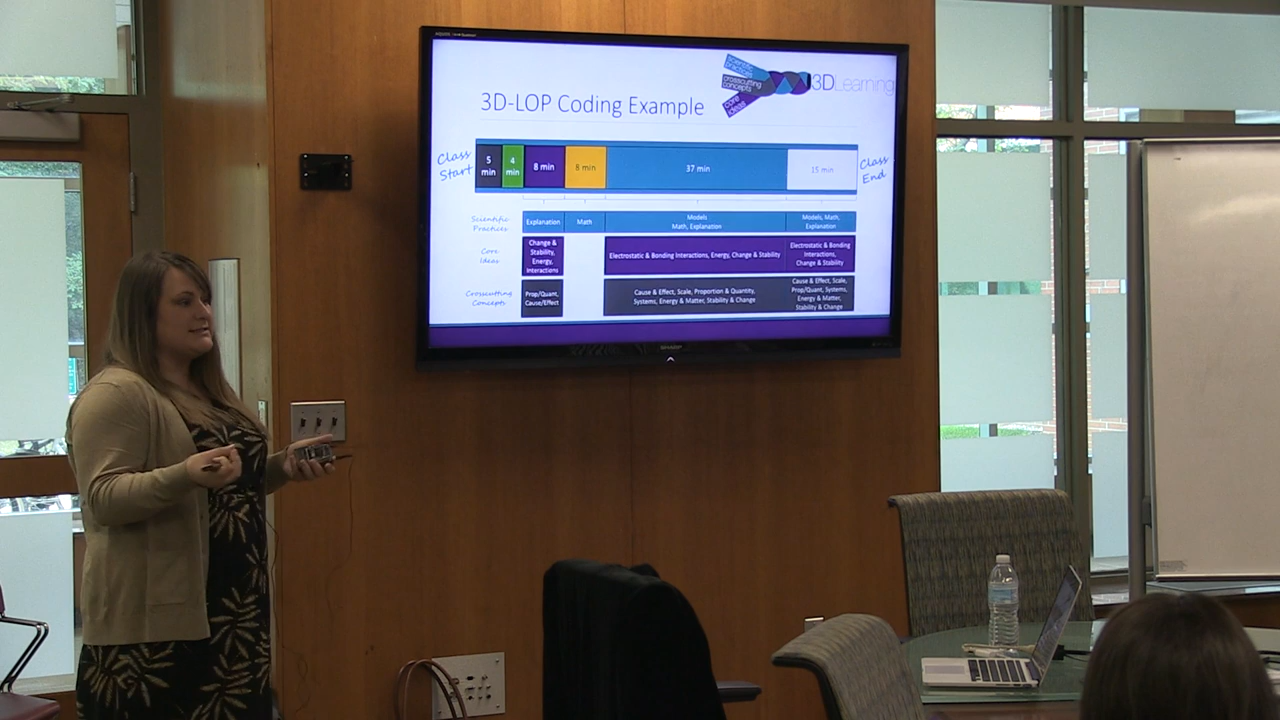 scientific
practices
crosscutting
concepts
core
ideas
3DLearning
3D-LOP Coding Example
Class
Start
5
min
4
min
8 min
8 min
37 min
15 min
Class
End
Scientific
Practices
Explanation
Math
Models
Math, Explanation
Models, Math,
Explanation
Core
Ideas
Change &
Stability,
Energy,
Interactions
Electrostatic & Bonding Interactions, Energy, Change & Stability
Electrostatic & Bonding
Interactions,
Change & Stability
Crosscutting
Concepts
Prop/Quant,
Cause/Effect
Cause & Effect, Scale, Proportion & Quantity,
Systems, Energy & Matter, Stability & Change
Cause & Effect, Scale,
Prop/Quant, Systems,
Energy & Matter,
Stability & Change
SHARP